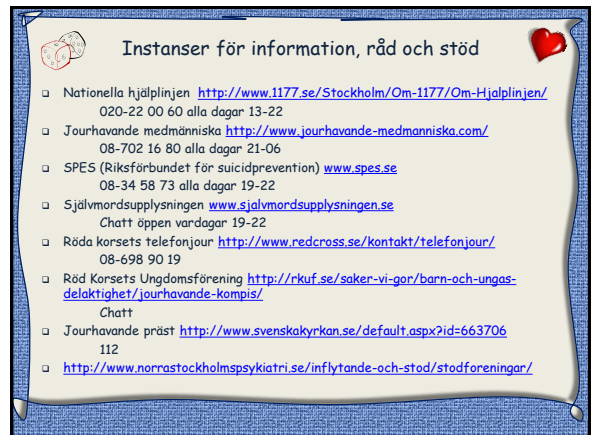 Instanser för information, råd och stöd
Nationella hjälplinjen http://www.1177.se/Stockholm/Om-1177/Om-Hjalplinjen/
020-22 00 60 alla dagar 13-22
Jourhavande medmänniska http://www.jourhavande-medmanniska.com/
08-702 16 80 alla dagar 21-06
SPES (Riksförbundet för suicidprevention) www.spes.se
08-34 58 73 alla dagar 19-22
Självmordsupplysningen www.sjalvmordsupplysningen.se
Chatt öppen vardagar 19-22
Röda korsets telefonjour http://www.redcross.se/kontakt/telefonjour/
08-698 90 19
Röd Korsets Ungdomsförening http://rkuf.se/saker-vi-gor/barn-och-ungas-
delaktighet/jourhavande-kompis/
Chatt
Jourhavande präst http://www.svenskakyrkan.se/default.aspx?id=663706
112
http://www.norrastockholmspsykiatri.se/inflytande-och-stod/stodforeningar/